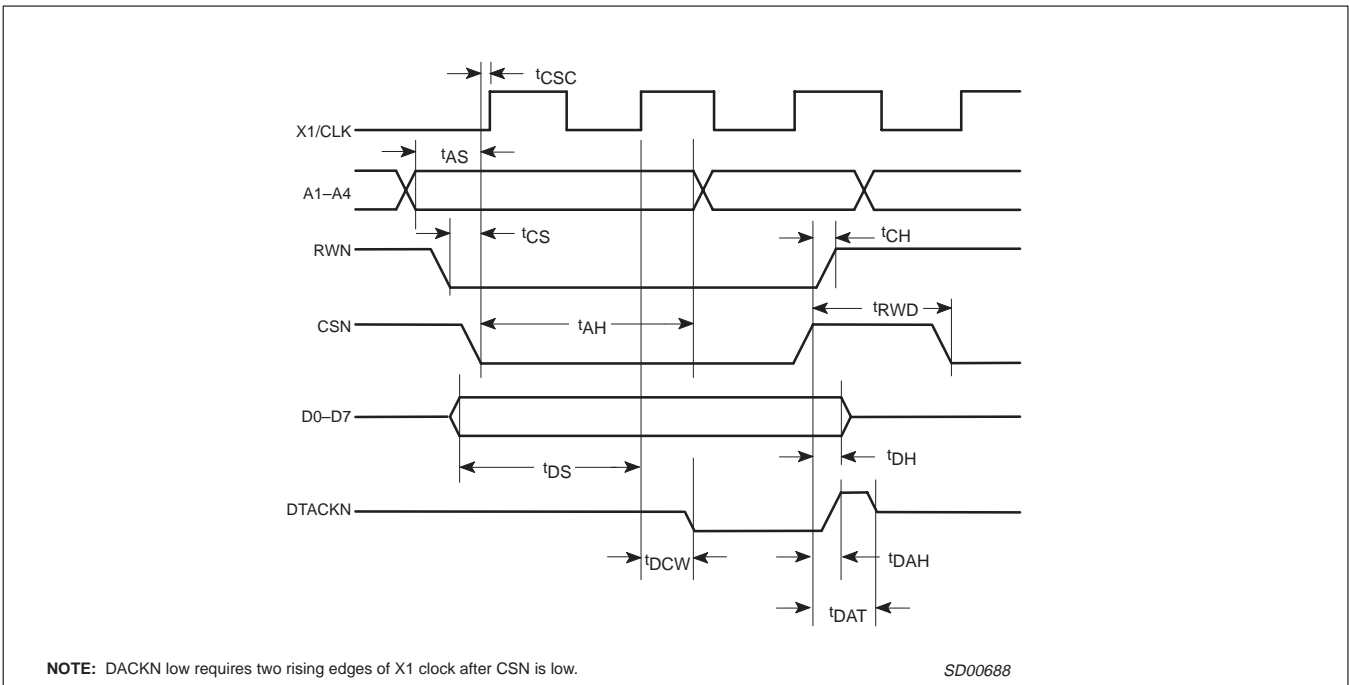 tCSC
X1/CLK
tAS
A1–A4
tCS
tCH
RWN
tRWD
CSN
tAH
D0–D7
tDH
tDS
DTACKN
tDCW
tDAH
tDAT
NOTE: DACKN low requires two rising edges of X1 clock after CSN is low.
SD00688